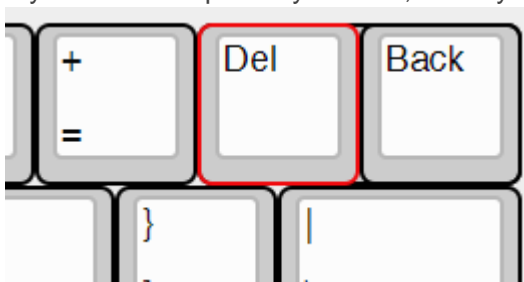 + Del Back
=
} |